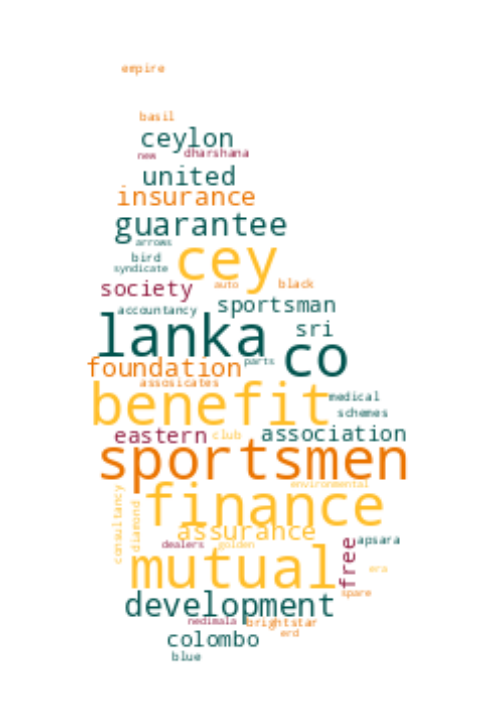 empire
basil
ceylon
new dharshana
united
insurance
guarantee
arrows
cey
bird
syndicate
society auto black
accountancy sportsman
lanka sri
co
foundation parts
assosicates
benefit medical
schemes
eastern club association
sportsmen
environmental
consultancy diamond finance
assurance
dealers golden free apsara
mutual era
spare
development
nedimala brightstar
erd
colombo
blue